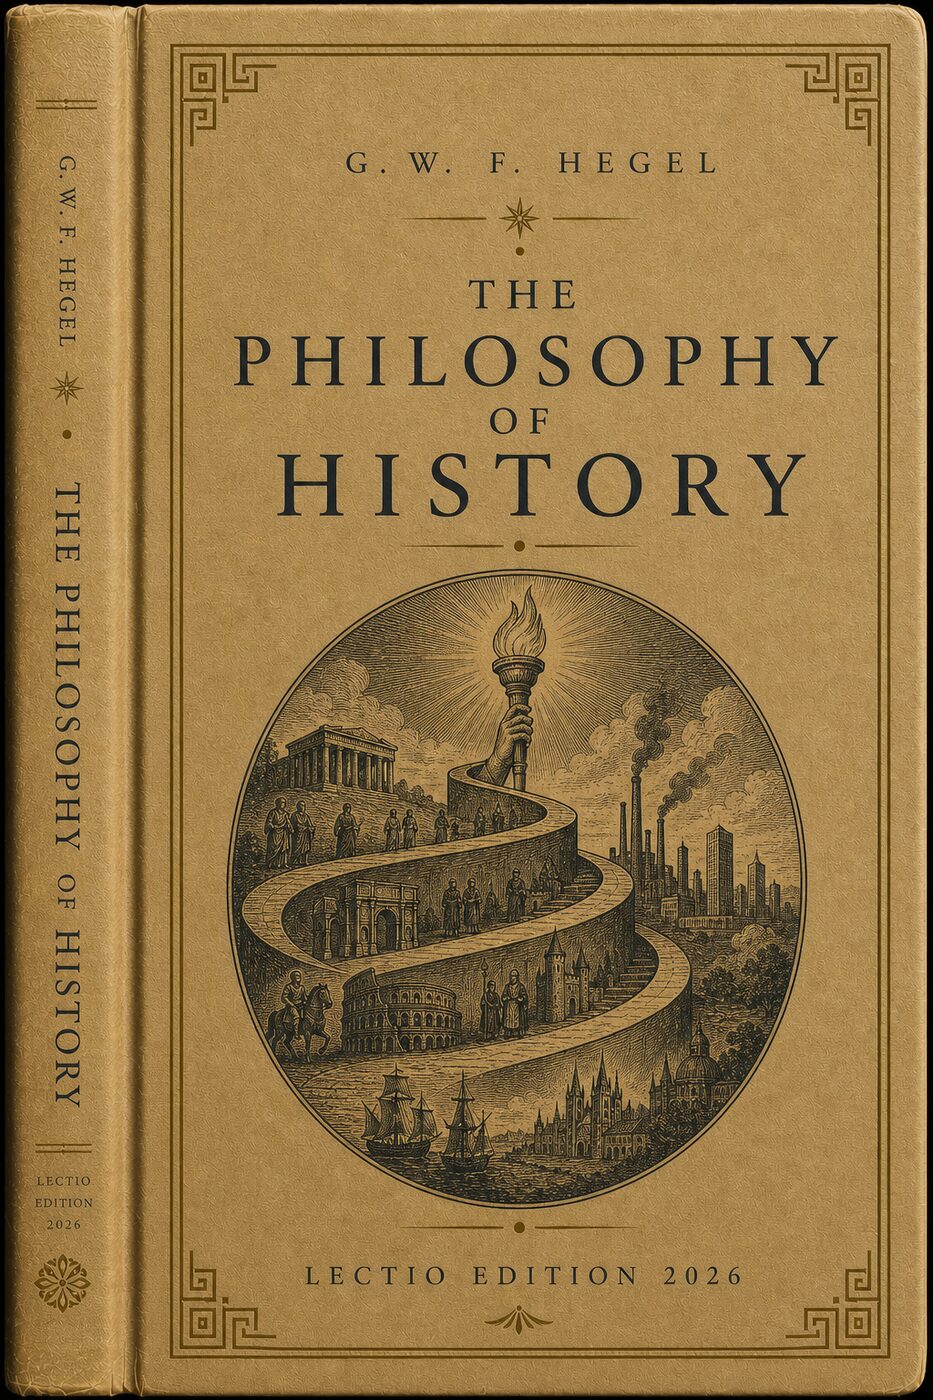 G. W. F. HEGEL
THE PHILOSOPHY OF HISTORY
LECTIO
EDITION
2026
G. W. F. HEGEL
THE
PHILOSOPHY
OF
HISTORY
LECTIO EDITION 2026